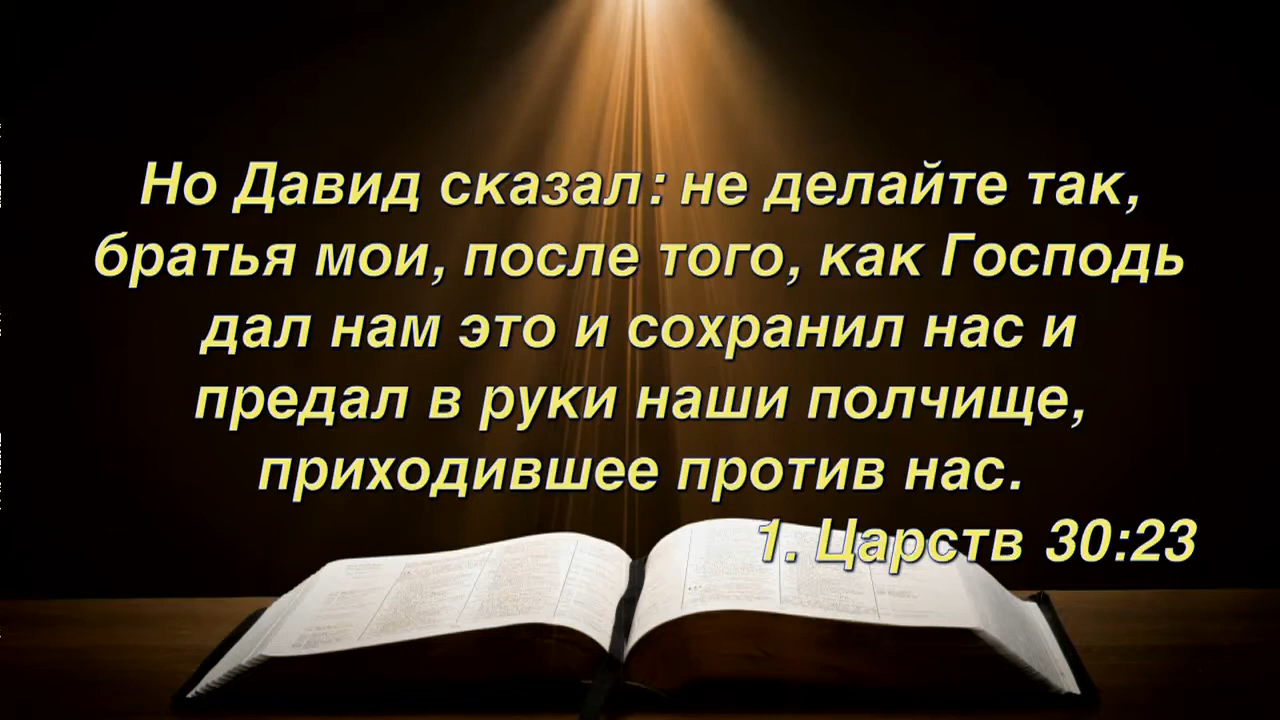 Но Давид сказал: не делайте так,
братья мои, после того, как Господь
дал нам это и сохранил нас и
предал в руки наши полчище,
приходившее против нас.
1. Царств 30:23